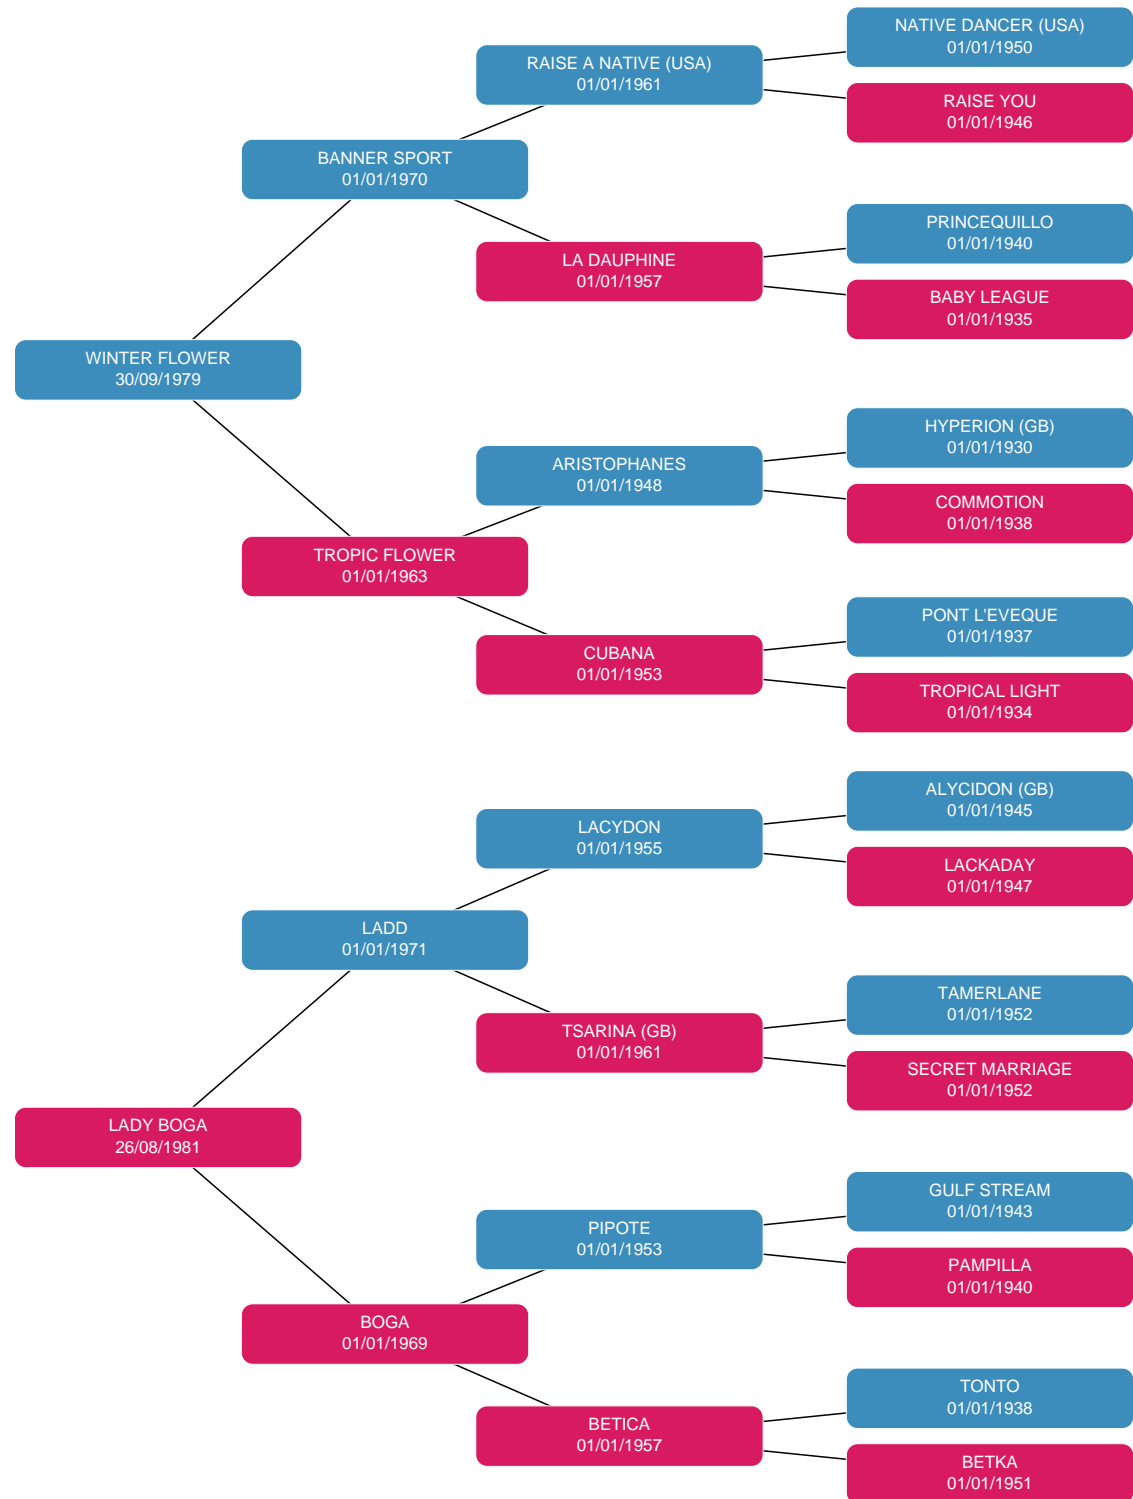 NATIVE DANCER (USA)
01/01/1950
RAISE A NATIVE (USA)
01/01/1961
RAISE YOU
01/01/1946
BANNER SPORT
01/01/1970
PRINCEQUILLO
01/01/1940
LA DAUPHINE
01/01/1957
BABY LEAGUE
01/01/1935
WINTER FLOWER
30/09/1979
HYPERION (GB)
01/01/1930
ARISTOPHANES
01/01/1948
COMMOTION
01/01/1938
TROPIC FLOWER
01/01/1963
PONT L'EVEQUE
01/01/1937
CUBANA
01/01/1953
TROPICAL LIGHT
01/01/1934
ALYCIDON (GB)
01/01/1945
LACYDON
01/01/1955
LACKADAY
01/01/1947
LADD
01/01/1971
TAMERLANE
01/01/1952
TSARINA (GB)
01/01/1961
SECRET MARRIAGE
01/01/1952
LADY BOGA
26/08/1981
GULF STREAM
01/01/1943
PIPOTE
01/01/1953
PAMPILLA
01/01/1940
BOGA
01/01/1969
TONTO
01/01/1938
BETICA
01/01/1957
BETKA
01/01/1951